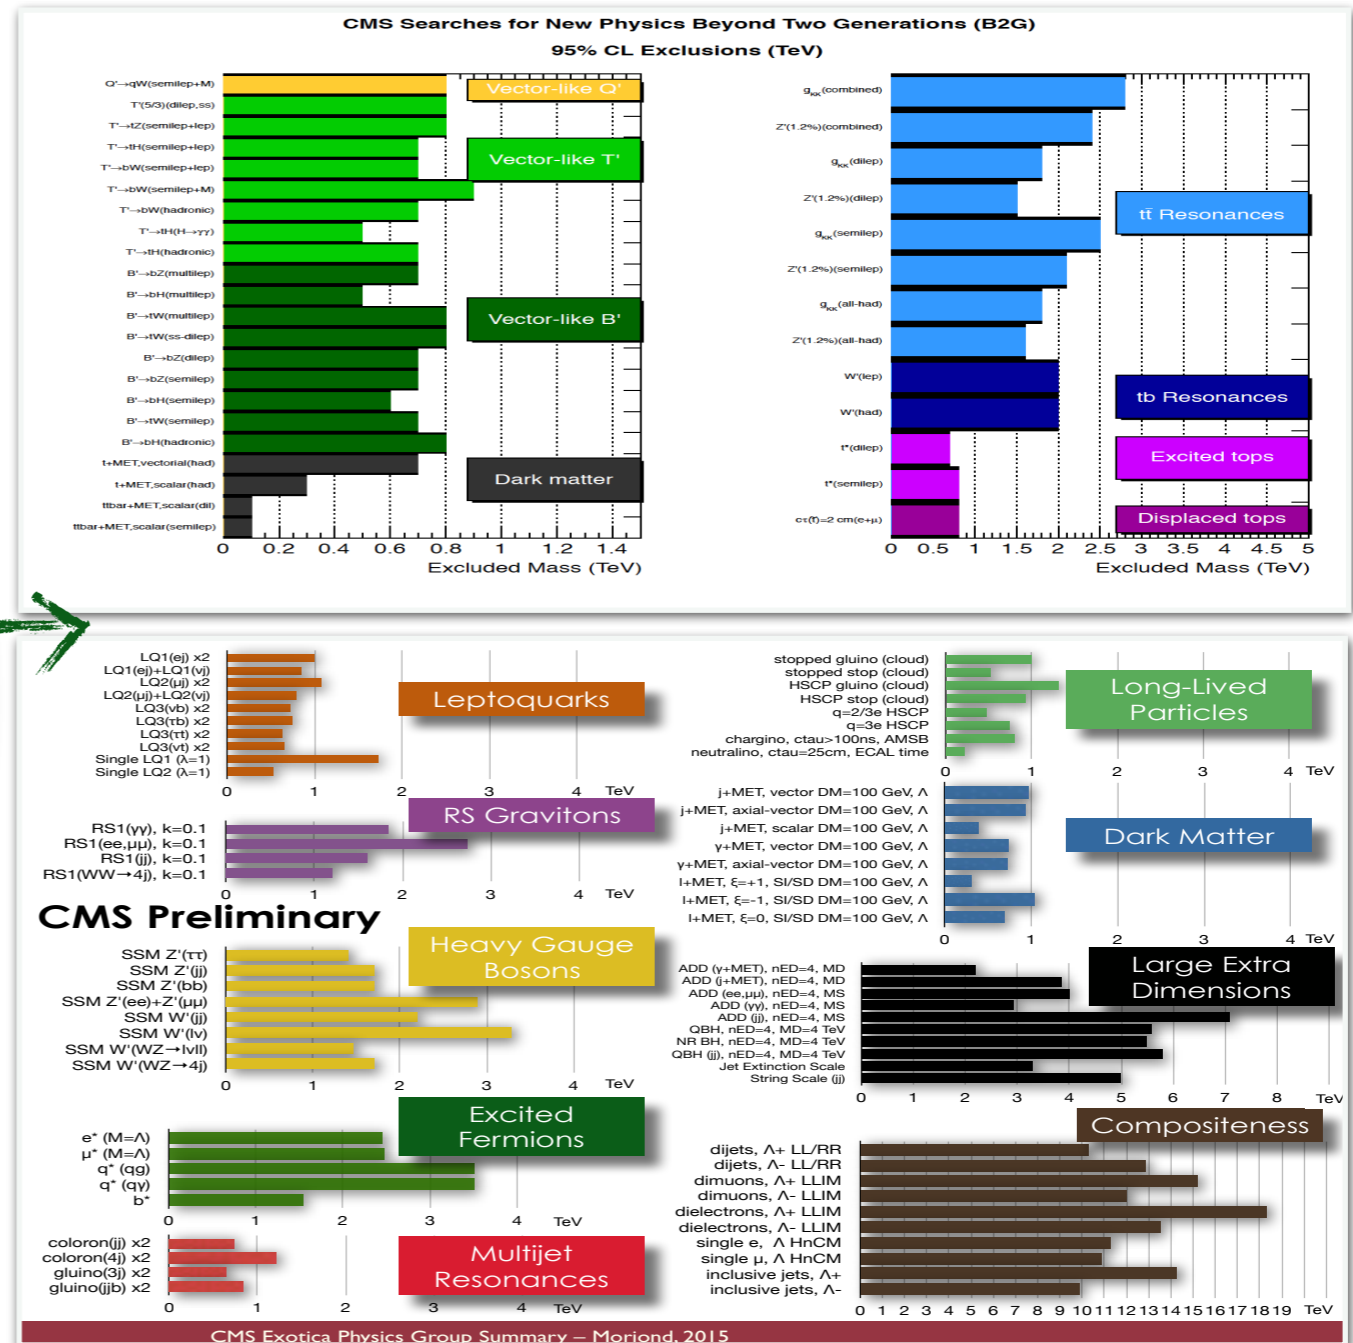 CMS Searches for New Physics Beyond Two Generations (B2G)
95% CL Exclusions (TeV)
Q'→qW(semilep+M)
T'(5/3)(dilep,ss)
T'→tZ(semilep+lep)
T'→tH(semilep+lep)
T'→bW(semilep+lep)
T'→bW(semilep+M)
T'→bW(hadronic)
T'→tH(H→γγ)
T'→tH(hadronic)
B'→bZ(multilep)
B'→bH(multilep)
B'→tW(multilep)
B'→tW(ss-dilep)
B'→bZ(dilep)
B'→bZ(semilep)
B'→bH(semilep)
B'→tW(semilep)
B'→bH(hadronic)
t+MET,vectorial(had)
t+MET,scalar(had)
ttbar+MET,scalar(dil)
ttbar+MET,scalar(semilep)
Vector-like Q'
Vector-like T'
Vector-like B'
Dark matter
0 0.2 0.4 0.6 0.8 1 1.2 1.4
Excluded Mass (TeV)
gKK(combined)
Z'(1.2%)(combined)
gKK(dilep)
Z'(1.2%)(dilep)
gKK(semilep)
Z'(1.2%)(semilep)
gKK(all-had)
Z'(1.2%)(all-had)
W'(lep)
W'(had)
t*(dilep)
t*(semilep)
cτ(t̃)=2 cm(e+μ)
tt̄ Resonances
tb Resonances
Excited tops
Displaced tops
0 0.5 1 1.5 2 2.5 3 3.5 4 4.5 5
Excluded Mass (TeV)
LQ1(ej) x2
LQ1(ej)+LQ1(νj)
LQ2(μj) x2
LQ2(μj)+LQ2(νj)
LQ3(νb) x2
LQ3(τb) x2
LQ3(τt) x2
LQ3(νt) x2
Single LQ1 (λ=1)
Single LQ2 (λ=1)
Leptoquarks
0 1 2 3 4 TeV
RS Gravitons
RS1(γγ), k=0.1
RS1(ee,μμ), k=0.1
RS1(jj), k=0.1
RS1(WW→4j), k=0.1
0 1 2 3 4 TeV
CMS Preliminary
Heavy Gauge
Bosons
SSM Z'(ττ)
SSM Z'(jj)
SSM Z'(bb)
SSM Z'(ee)+Z'(μμ)
SSM W'(jj)
SSM W'(lν)
SSM W'(WZ→lνll)
SSM W'(WZ→4j)
0 1 2 3 4 TeV
Excited
Fermions
e* (M=Λ)
μ* (M=Λ)
q* (qg)
q* (qγ)
b*
0 1 2 3 4 TeV
coloron(jj) x2
coloron(4j) x2
gluino(3j) x2
gluino(jjb) x2
Multijet
Resonances
0 1 2 3 4 TeV
stopped gluino (cloud)
stopped stop (cloud)
HSCP gluino (cloud)
HSCP stop (cloud)
q=2/3e HSCP
q=3e HSCP
chargino, ctau>100ns, AMSB
neutralino, ctau=25cm, ECAL time
Long-Lived
Particles
0 1 2 3 4 TeV
j+MET, vector DM=100 GeV, Λ
j+MET, axial-vector DM=100 GeV, Λ
j+MET, scalar DM=100 GeV, Λ
γ+MET, vector DM=100 GeV, Λ
γ+MET, axial-vector DM=100 GeV, Λ
l+MET, ξ=+1, SI/SD DM=100 GeV, Λ
l+MET, ξ=-1, SI/SD DM=100 GeV, Λ
l+MET, ξ=0, SI/SD DM=100 GeV, Λ
Dark Matter
0 1 2 3 4 TeV
Large Extra
Dimensions
ADD (γ+MET), nED=4, MD
ADD (j+MET), nED=4, MD
ADD (ee,μμ), nED=4, MS
ADD (γγ), nED=4, MS
ADD (jj), nED=4, MS
QBH, nED=4, MD=4 TeV
NR BH, nED=4, MD=4 TeV
QBH (jj), nED=4, MD=4 TeV
Jet Extinction Scale
String Scale (jj)
0 1 2 3 4 5 6 7 8 TeV
Compositeness
dijets, Λ+ LL/RR
dijets, Λ- LL/RR
dimuons, Λ+ LLIM
dimuons, Λ- LLIM
dielectrons, Λ+ LLIM
dielectrons, Λ- LLIM
single e, Λ HnCM
single μ, Λ HnCM
inclusive jets, Λ+
inclusive jets, Λ-
0 1 2 3 4 5 6 7 8 9 10 11 12 13 14 15 16 17 18 19 TeV
CMS Exotica Physics Group Summary – Moriond, 2015